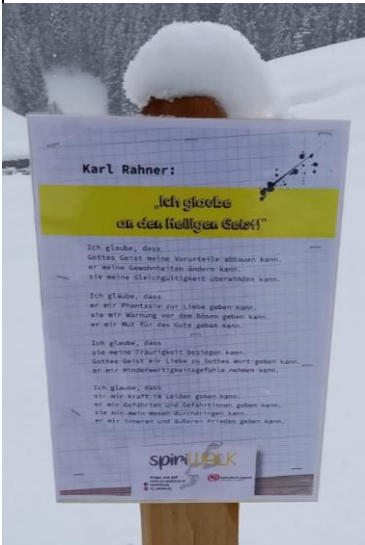 Karl Rahner:
„Ich glaube
an den Heiligen Geist!"
Ich glaube, dass
Gottes Geist meine Vorurteile abbauen kann.
er meine Gewohnheiten ändern kann.
sie meine Gleichgültigkeit überwinden kann.
Ich glaube, dass
er mir Phantasie zur Liebe geben kann.
sie mir Warnung vor dem Bösen geben kann.
er mir Mut für das Gute geben kann.
Ich glaube, dass
sie meine Traurigkeit besiegen kann.
Gottes Geist mir Liebe zu Gottes Wort geben kann.
er mir Minderwertigkeitsgefühle nehmen kann.
Ich glaube, dass
sie mir Kraft im Leiden geben kann.
er mir Gefährten und Gefährtinnen geben kann.
sie mir mein Wesen durchdringen kann.
er mir inneren und äußeren Frieden geben kann.
spiriWALK